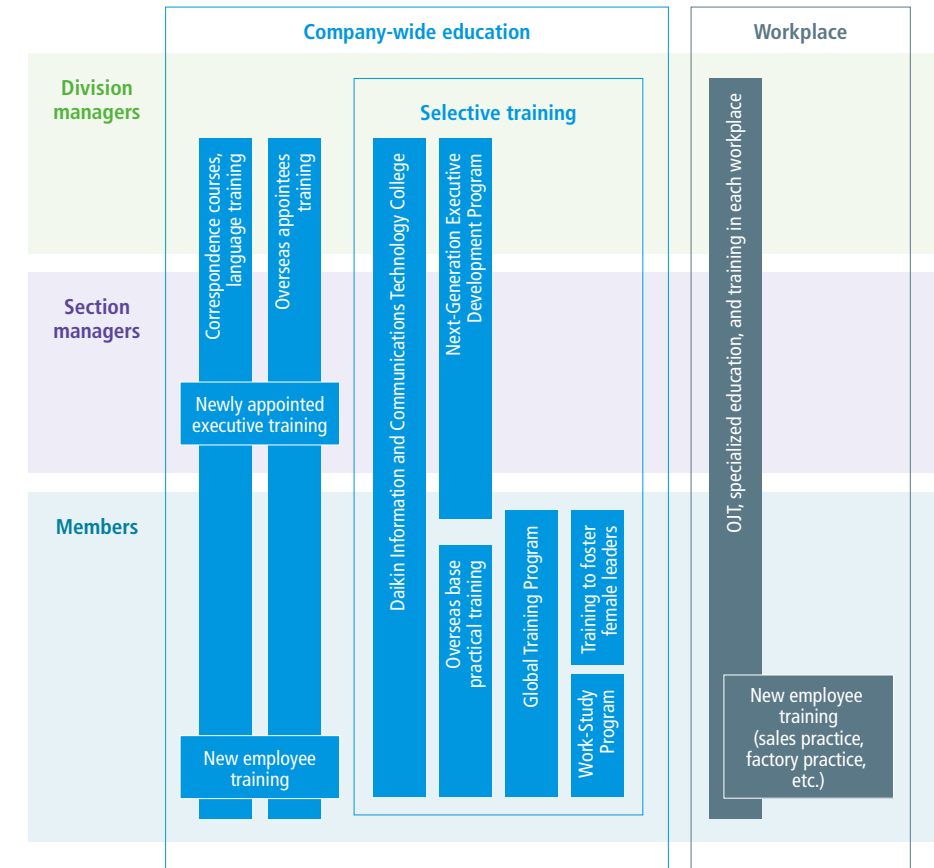 Company-wide education
Workplace
Division
managers
Selective training
Correspondence courses,
language training
Overseas appointees
training
Daikin Information and Communications Technology College
Next-Generation Executive
Development Program
OJT, specialized education, and training in each workplace
Section
managers
Newly appointed
executive training
Members
Overseas base
practical training
Global Training Program
Training to foster
female leaders
Work-Study
Program
New employee
training
New employee
training
(sales practice,
factory practice,
etc.)